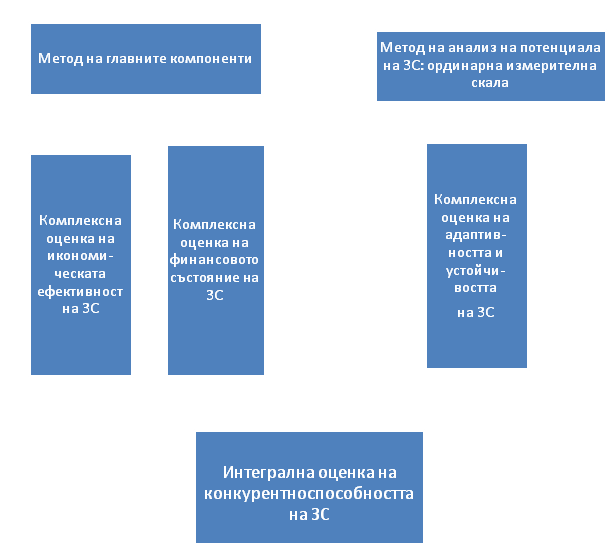 Метод на главните компоненти
Метод на анализ на потенциала
на ЗС: ординарна измерителна
скала
Комплексна
оценка на
икономи-
ческата
ефективност
на ЗС
Комплексна
оценка на
финансовото
състояние на
ЗС
Комплексна
оценка на
адаптив-
ността и
устойчи-
востта
на ЗС
Интегрална оценка на
конкурентноспособността
на ЗС